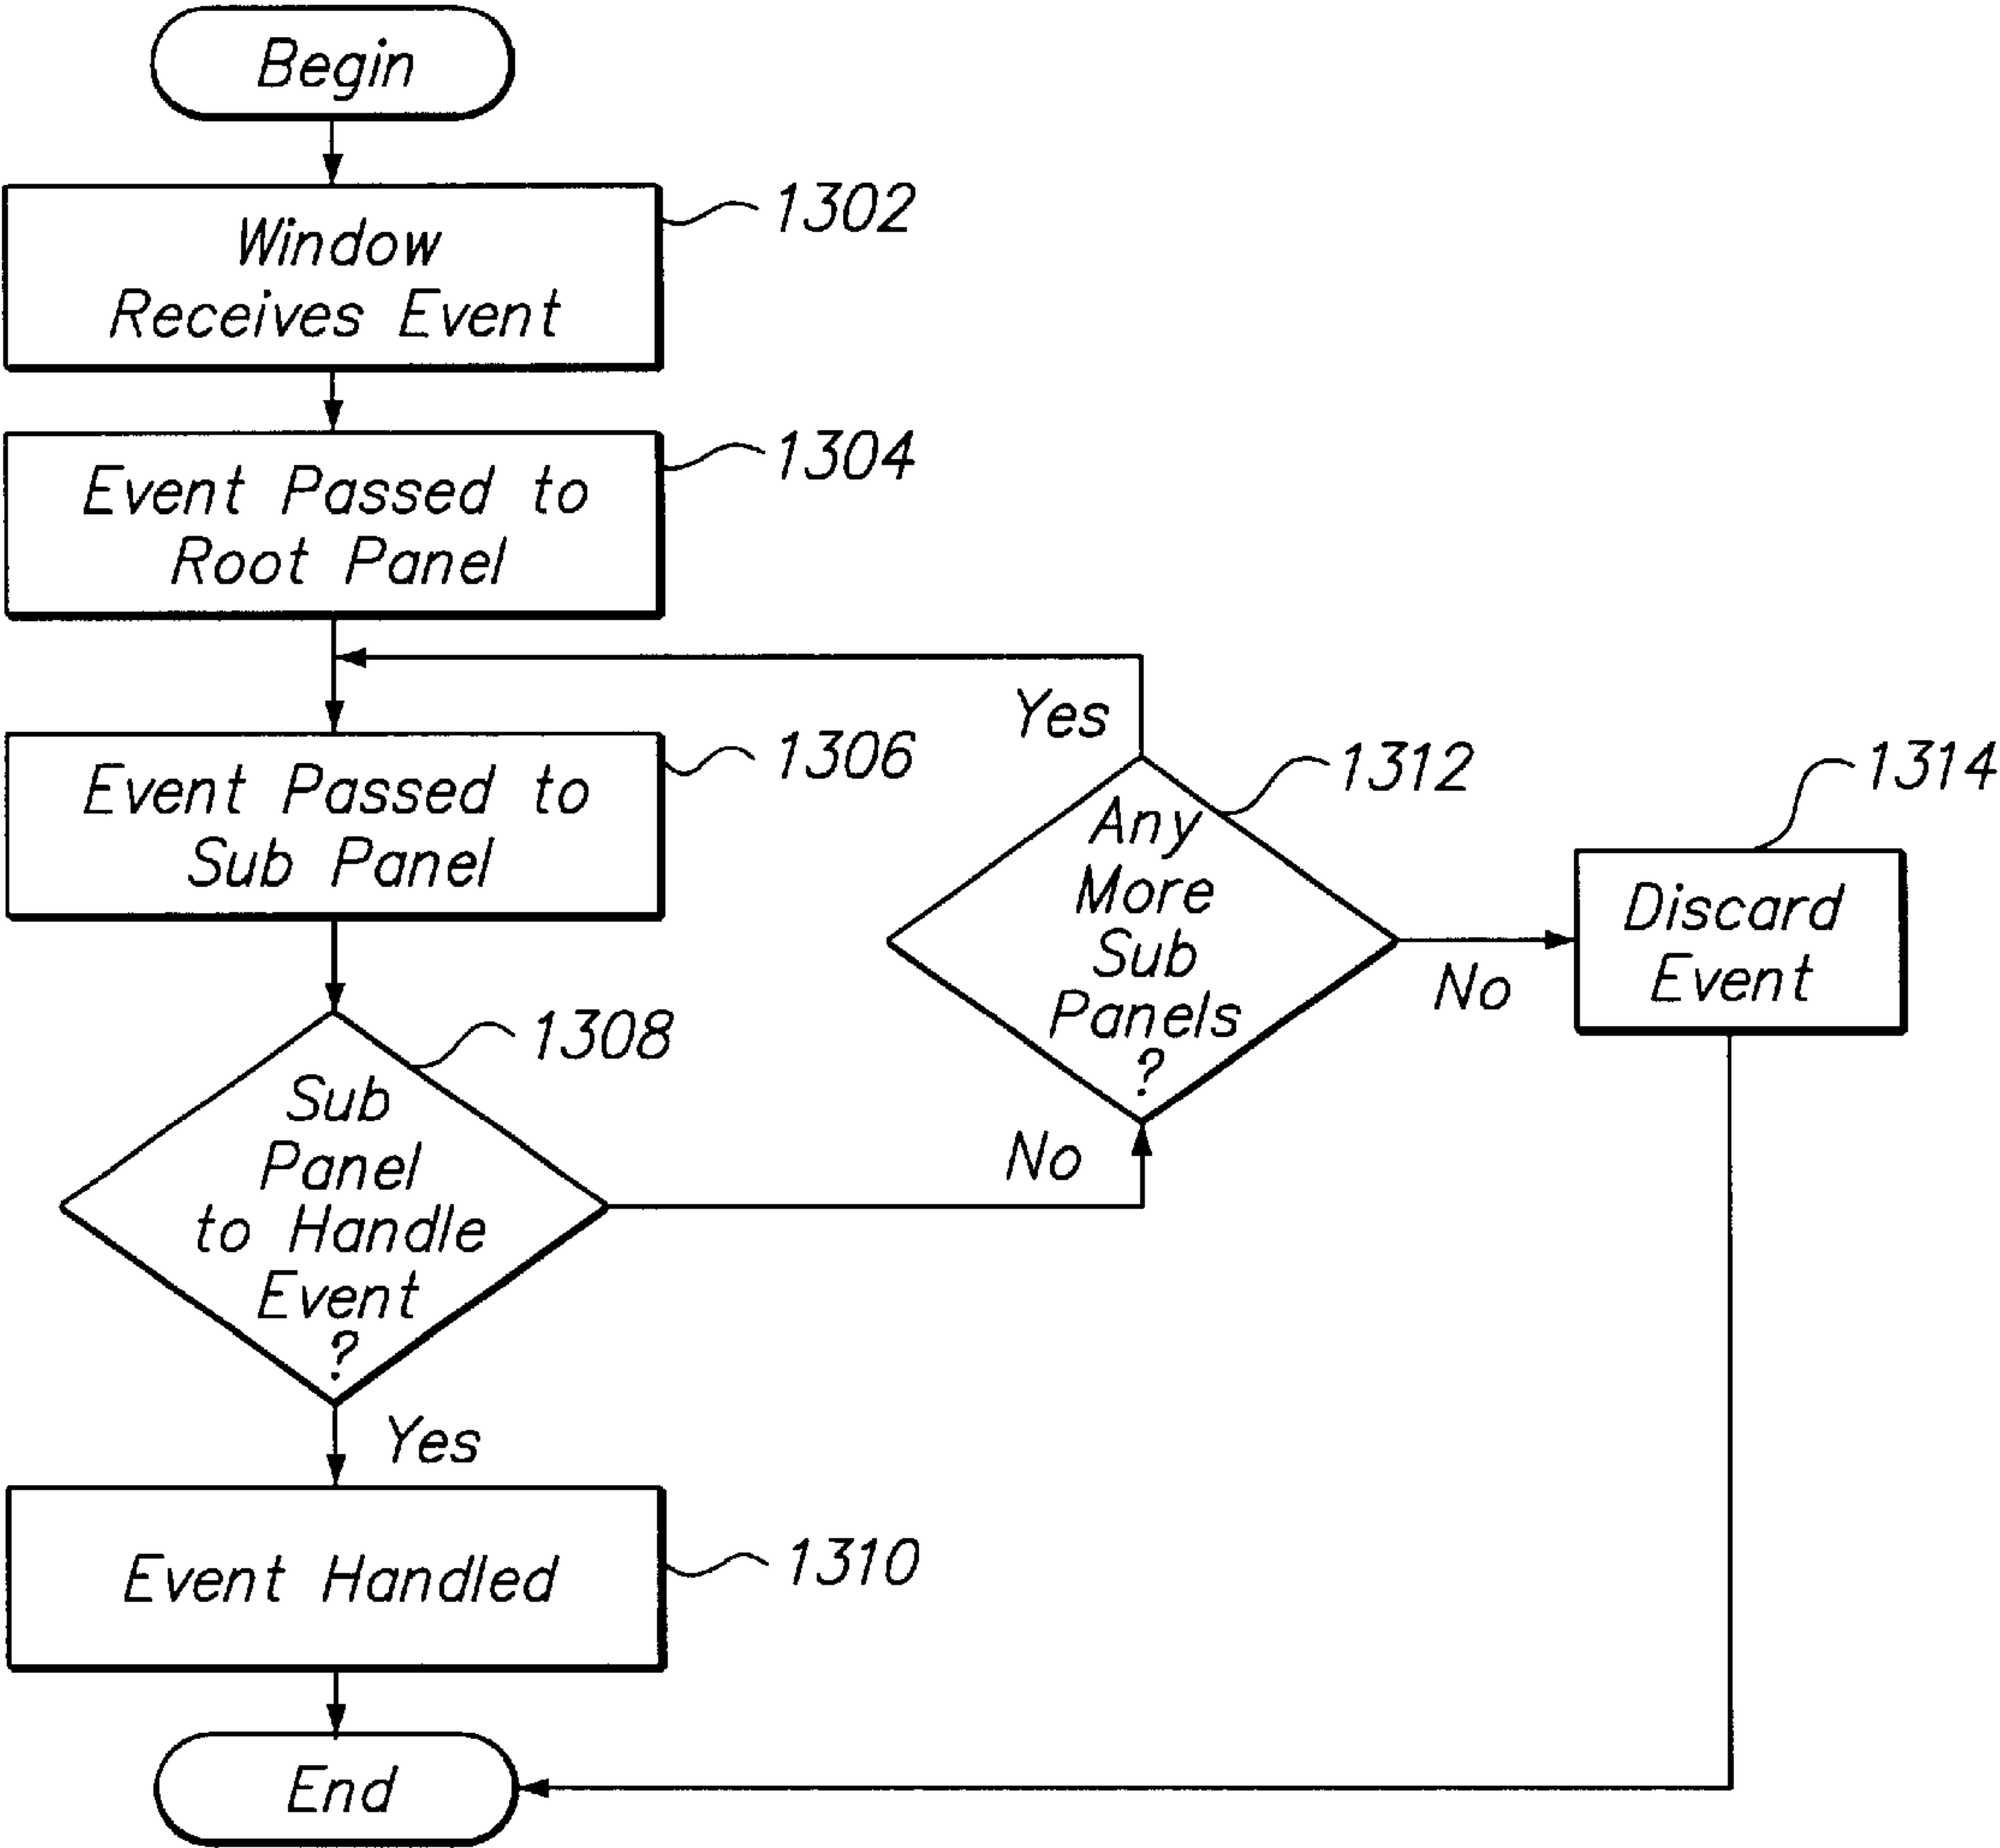 Begin
Window
Receives Event
1302
Event Passed to
Root Panel
1304
Event Passed to
Sub Panel
1306
Sub
Panel
to Handle
Event
?
1308
Yes
No
Any
More
Sub
Panels
?
1312
Yes
No
Discard
Event
1314
Event Handled
1310
End